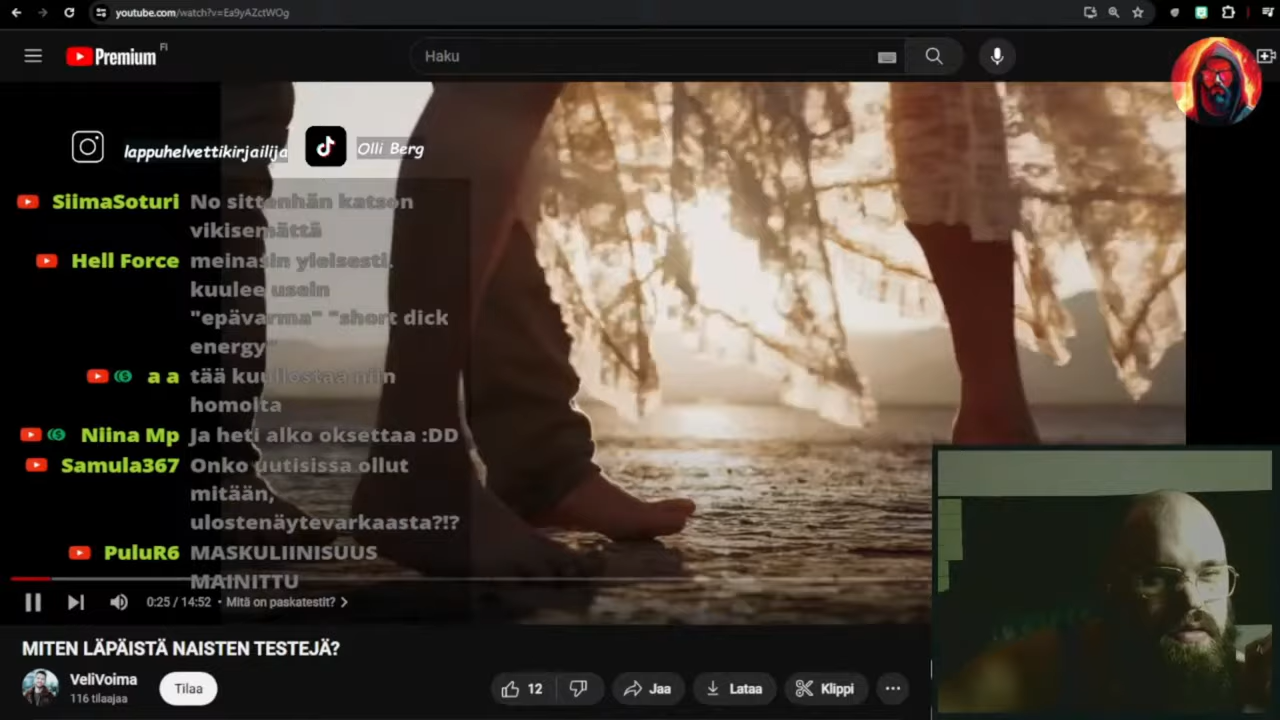 youtube.com/watch?v=Ea9yAZctWOg
Premium FI
Haku
lappuhelvettikirjailija
Olli Berg
SiimaSoturi No sittenhän katson
vikisemättä
Hell Force meinasin yleisesti.
kuulee usein
"epävarma" "short dick
energy"
a a tää kuullostaa niin
homolta
Niina Mp Ja heti alko oksettaa :DD
Samula367 Onko uutisissa ollut
mitään,
ulostenäytevarkaasta?!?
PuluR6 MASKULIINISUUS
MAINITTU
0:25 / 14:52 • Mitä on paskatestit?
MITEN LÄPÄISTÄ NAISTEN TESTEJÄ?
VeliVoima
116 tilaajaa
Tilaa
12
Jaa
Lataa
Klippi